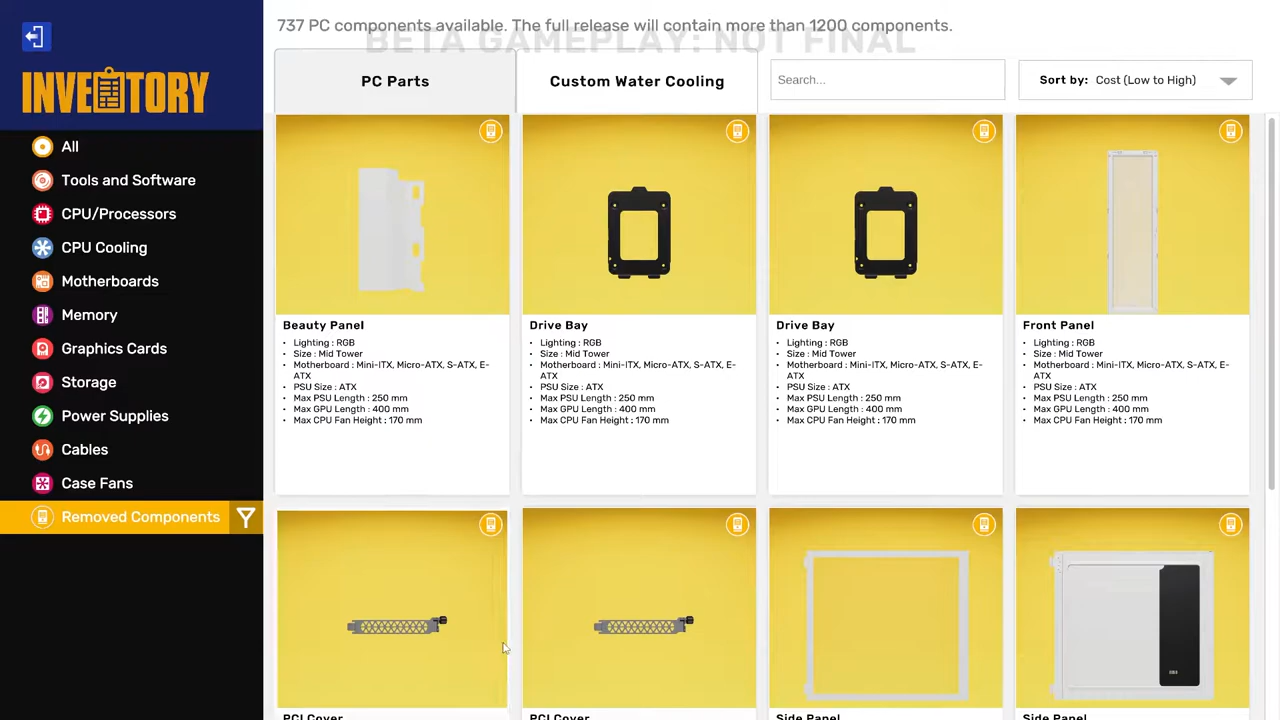 737 PC components available. The full release will contain more than 1200 components.
BETA GAMEPLAY: NOT FINAL
INVENTORY
PC Parts
Custom Water Cooling
Search...
Sort by: Cost (Low to High)
All
Tools and Software
CPU/Processors
CPU Cooling
Motherboards
Memory
Graphics Cards
Storage
Power Supplies
Cables
Case Fans
Removed Components
Beauty Panel
• Lighting : RGB
• Size : Mid Tower
• Motherboard : Mini-ITX, Micro-ATX, S-ATX, E-
ATX
• PSU Size : ATX
• Max PSU Length : 250 mm
• Max GPU Length : 400 mm
• Max CPU Fan Height : 170 mm
Drive Bay
• Lighting : RGB
• Size : Mid Tower
• Motherboard : Mini-ITX, Micro-ATX, S-ATX, E-
ATX
• PSU Size : ATX
• Max PSU Length : 250 mm
• Max GPU Length : 400 mm
• Max CPU Fan Height : 170 mm
Drive Bay
• Lighting : RGB
• Size : Mid Tower
• Motherboard : Mini-ITX, Micro-ATX, S-ATX, E-
ATX
• PSU Size : ATX
• Max PSU Length : 250 mm
• Max GPU Length : 400 mm
• Max CPU Fan Height : 170 mm
Front Panel
• Lighting : RGB
• Size : Mid Tower
• Motherboard : Mini-ITX, Micro-ATX, S-ATX, E-
ATX
• PSU Size : ATX
• Max PSU Length : 250 mm
• Max GPU Length : 400 mm
• Max CPU Fan Height : 170 mm
PCI Cover
PCI Cover
Side Panel
Side Panel